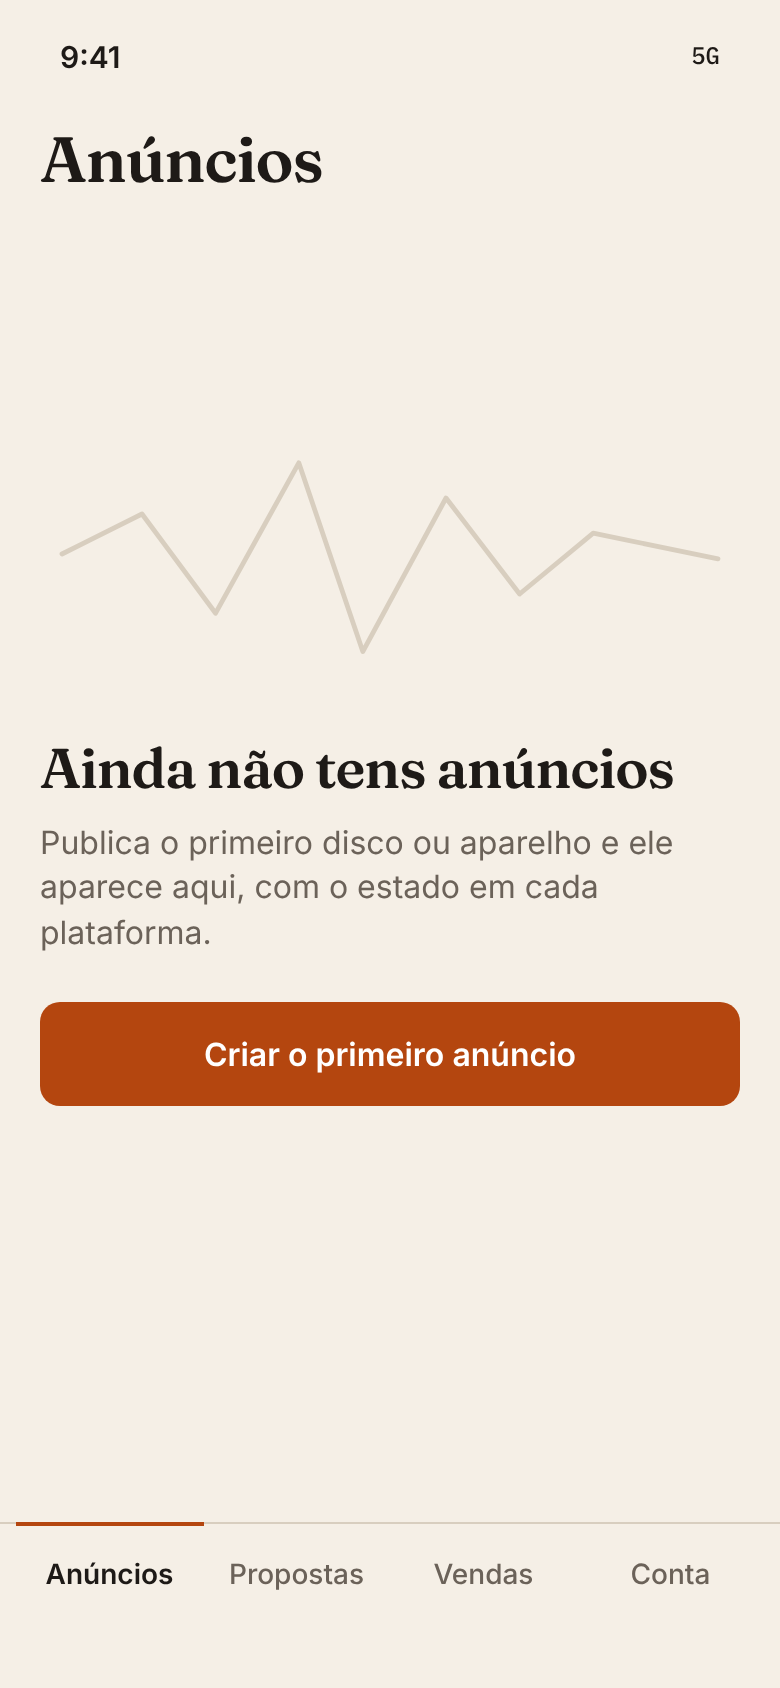 9:41
5G
Anúncios
Ainda não tens anúncios
Publica o primeiro disco ou aparelho e ele
aparece aqui, com o estado em cada
plataforma.
Criar o primeiro anúncio
Anúncios
Propostas
Vendas
Conta